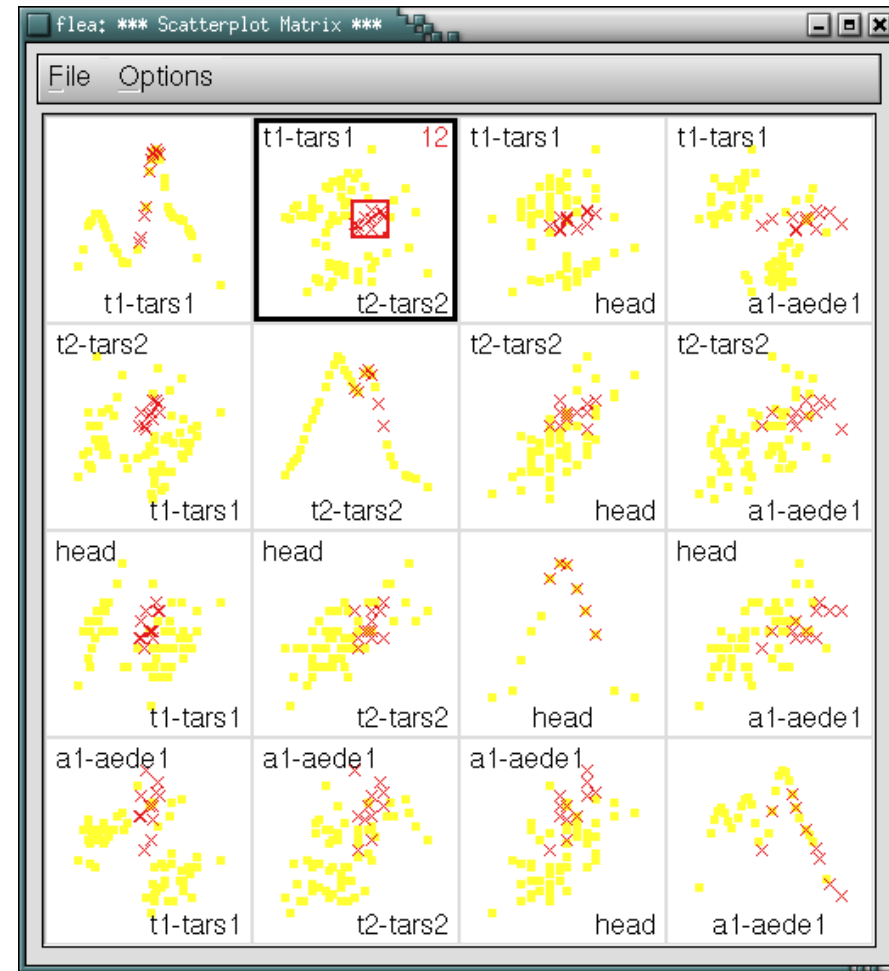 flea: *** Scatterplot Matrix ***
File Options
t1-tars1 12 t1-tars1 t1-tars1
t1-tars1 t2-tars2 head a1-aede1
t2-tars2 t2-tars2 t2-tars2
t1-tars1 t2-tars2 head a1-aede1
head head head
t1-tars1 t2-tars2 head a1-aede1
a1-aede1 a1-aede1 a1-aede1
t1-tars1 t2-tars2 head a1-aede1